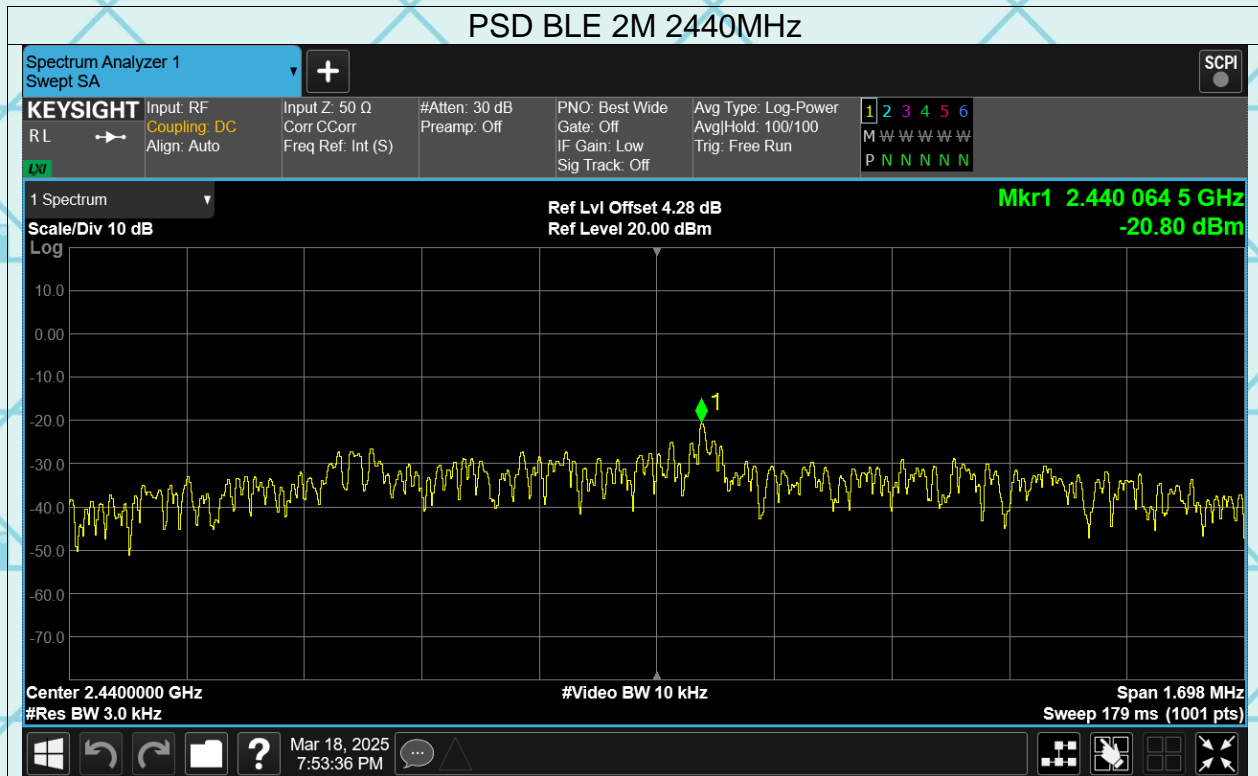 PSD BLE 2M 2440MHz
Spectrum Analyzer 1
Swept SA
SCPI
KEYSIGHT
RL
LXI
Input: RF
Coupling: DC
Align: Auto
Input Z: 50 Ω
Corr CCorr
Freq Ref: Int (S)
#Atten: 30 dB
Preamp: Off
PNO: Best Wide
Gate: Off
IF Gain: Low
Sig Track: Off
Avg Type: Log-Power
Avg|Hold: 100/100
Trig: Free Run
1 2 3 4 5 6
M W W W W W
P N N N N N
1 Spectrum
Scale/Div 10 dB
Ref Lvl Offset 4.28 dB
Ref Level 20.00 dBm
Mkr1 2.440 064 5 GHz
-20.80 dBm
Log
10.0
0.00
-10.0
-20.0
-30.0
-40.0
-50.0
-60.0
-70.0
1
Center 2.4400000 GHz
#Res BW 3.0 kHz
#Video BW 10 kHz
Span 1.698 MHz
Sweep 179 ms (1001 pts)
?
Mar 18, 2025
7:53:36 PM